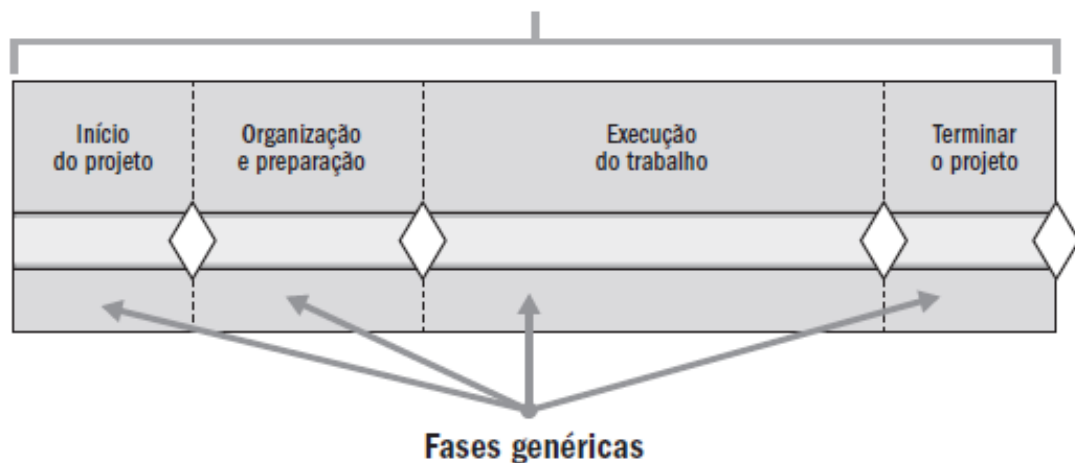 Início
do projeto
Organização
e preparação
Execução
do trabalho
Terminar
o projeto
Fases genéricas